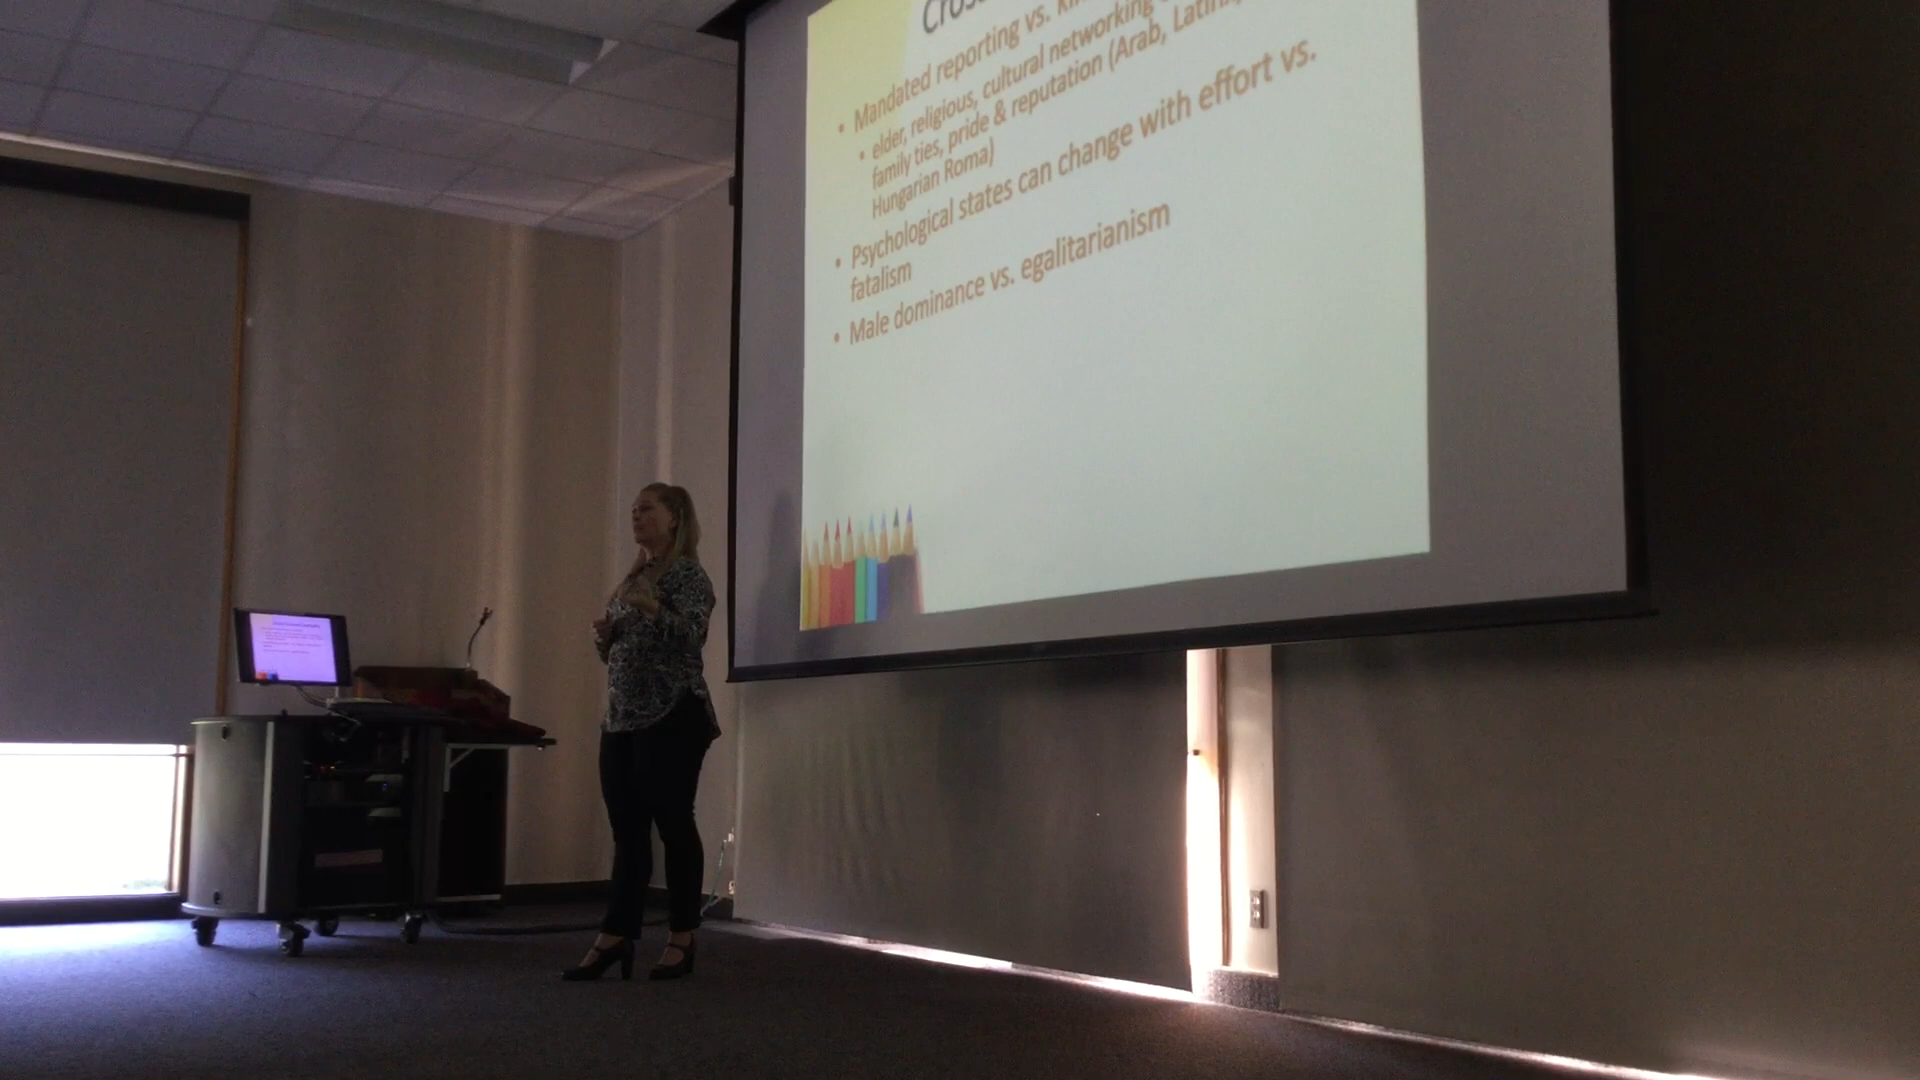 • Mandated reporting vs.
• elder, religious, cultural networking
family ties, pride & reputation (Arab,
Hungarian Roma)
• Psychological states can change with effort vs.
fatalism
• Male dominance vs. egalitarianism